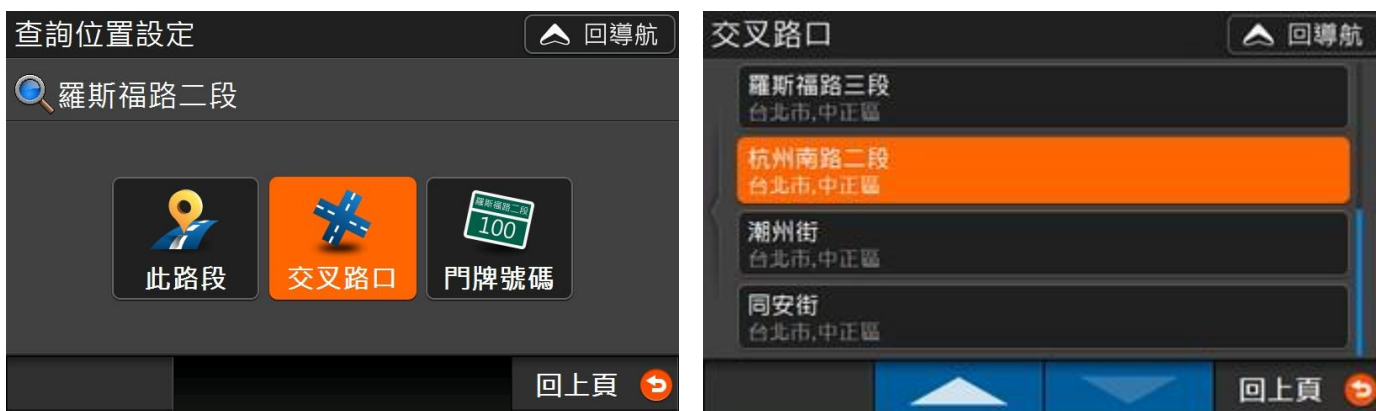 查詢位置設定
回導航
羅斯福路二段
此路段
交叉路口
羅斯福路二段
100
門牌號碼
回上頁
交叉路口
回導航
羅斯福路三段
台北市,中正區
杭州南路二段
台北市,中正區
潮州街
台北市,中正區
同安街
台北市,中正區
回上頁